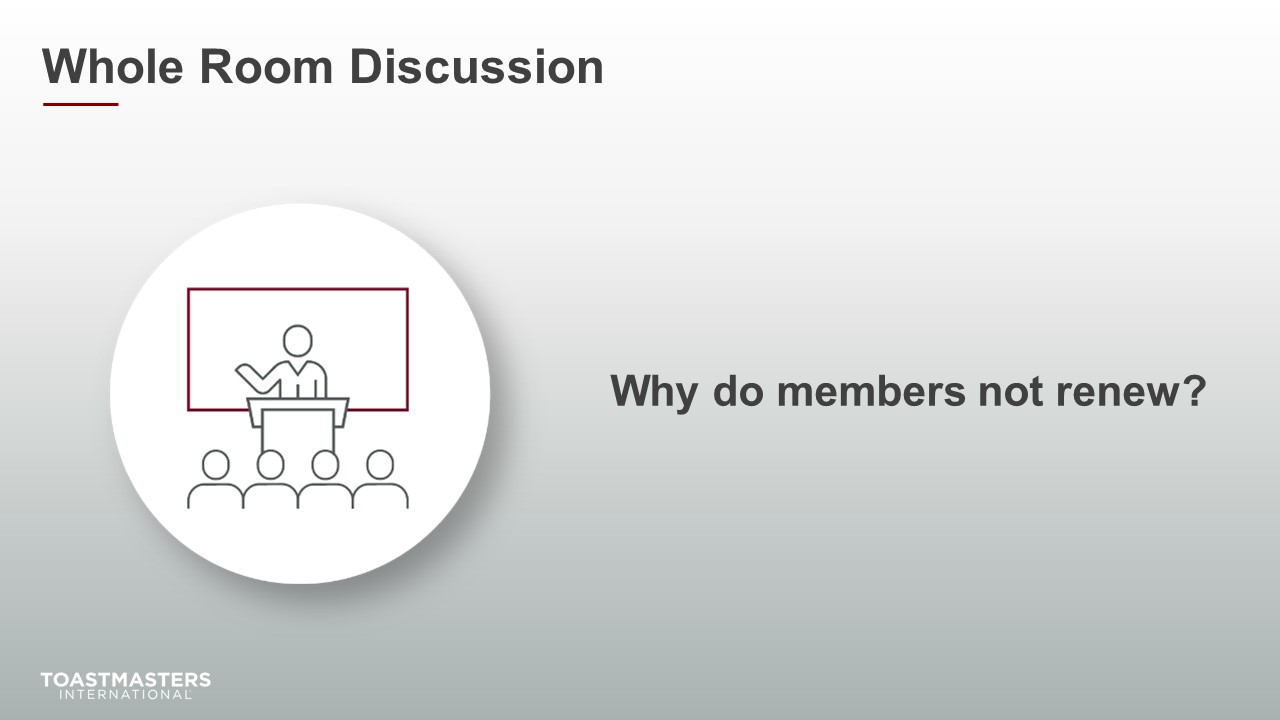 Whole Room Discussion
Why do members not renew?
TOASTMASTERS
INTERNATIONAL